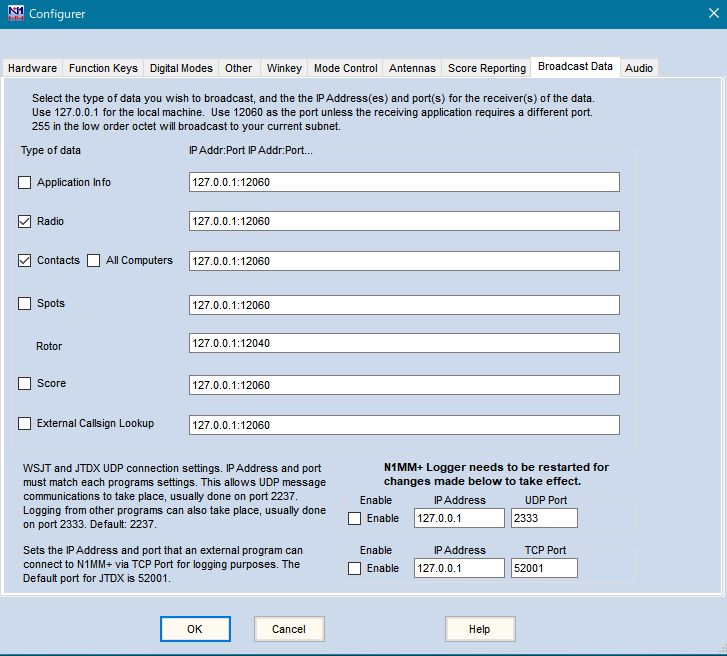 N1MM
Configurer
Hardware Function Keys Digital Modes Other Winkey Mode Control Antennas Score Reporting Broadcast Data Audio
Select the type of data you wish to broadcast, and the the IP Address(es) and port(s) for the receiver(s) of the data.
Use 127.0.0.1 for the local machine. Use 12060 as the port unless the receiving application requires a different port.
255 in the low order octet will broadcast to your current subnet.
Type of data IP Addr:Port IP Addr:Port...
Application Info 127.0.0.1:12060
Radio 127.0.0.1:12060
Contacts All Computers 127.0.0.1:12060
Spots 127.0.0.1:12060
Rotor 127.0.0.1:12040
Score 127.0.0.1:12060
External Callsign Lookup 127.0.0.1:12060
WSJT and JTDX UDP connection settings. IP Address and port
must match each programs settings. This allows UDP message
communications to take place, usually done on port 2237.
Logging from other programs can also take place, usually done
on port 2333. Default: 2237.
N1MM+ Logger needs to be restarted for
changes made below to take effect.
Enable IP Address UDP Port
Enable 127.0.0.1 2333
Sets the IP Address and port that an external program can
connect to N1MM+ via TCP Port for logging purposes. The
Default port for JTDX is 52001.
Enable IP Address TCP Port
Enable 127.0.0.1 52001
OK Cancel Help